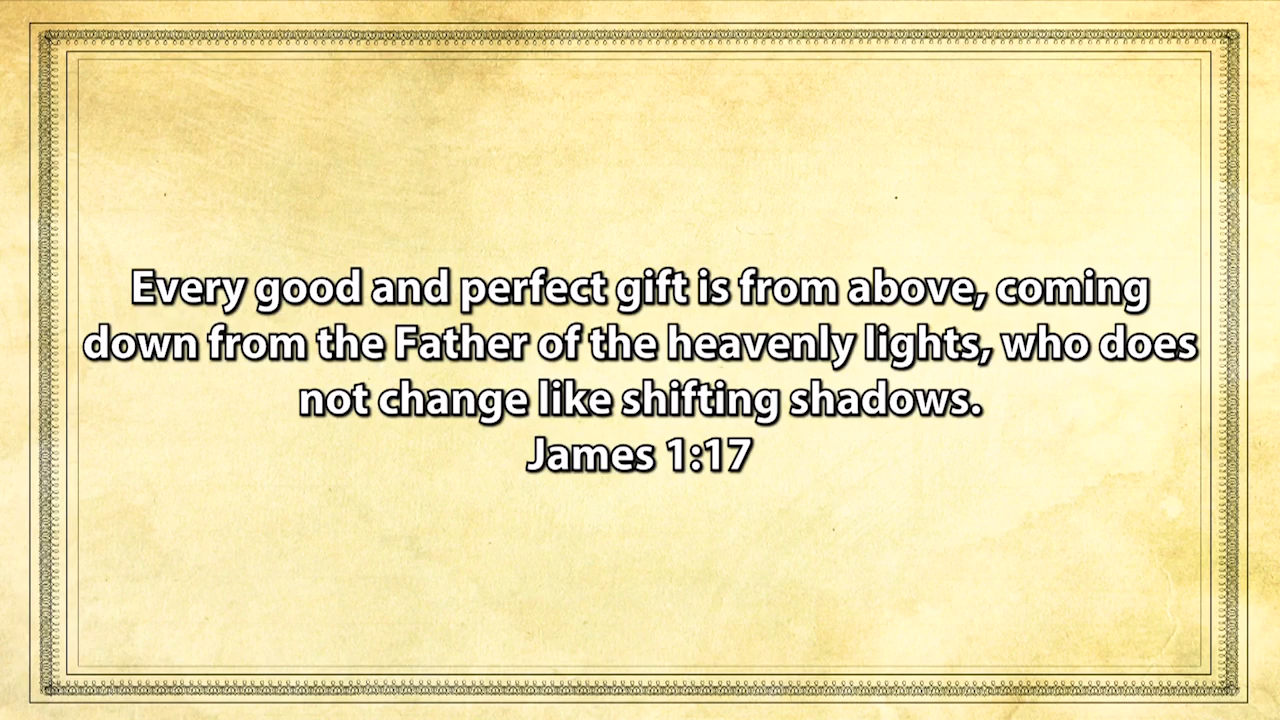 Every good and perfect gift is from above, coming
down from the Father of the heavenly lights, who does
not change like shifting shadows.
James 1:17